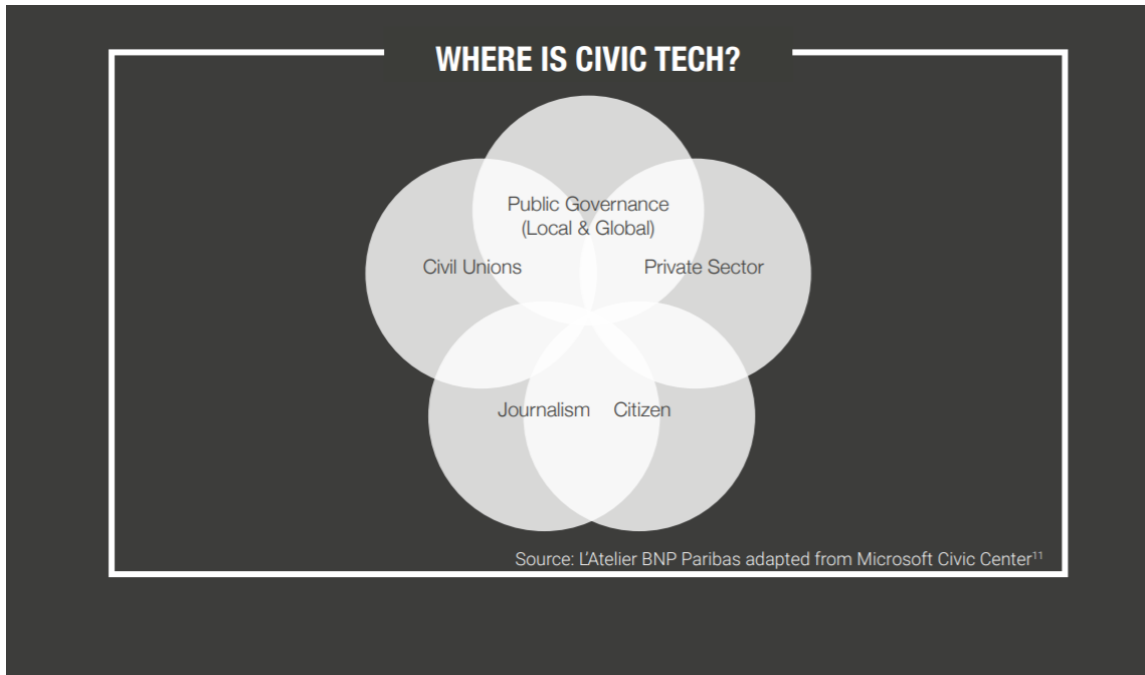 WHERE IS CIVIC TECH?
Public Governance
(Local & Global)
Civil Unions
Private Sector
Journalism
Citizen
Source: L'Atelier BNP Paribas adapted from Microsoft Civic Center¹¹